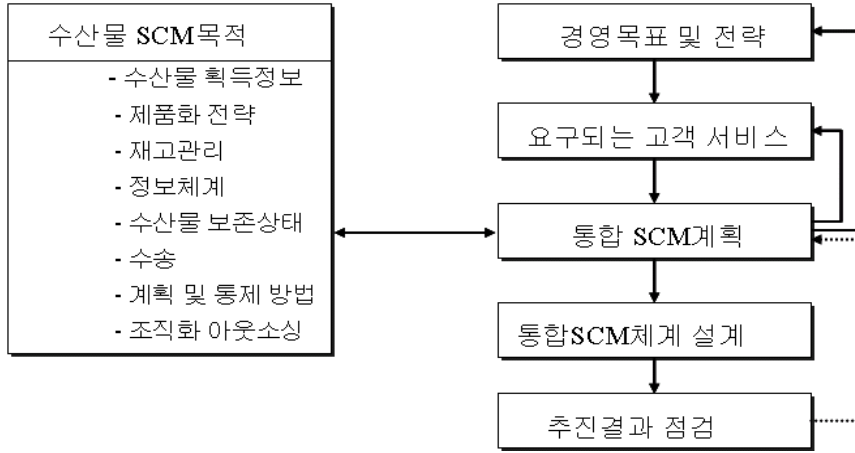 수산물 SCM목적
- 수산물 획득정보
- 제품화 전략
- 재고관리
- 정보체계
- 수산물 보존상태
- 수송
- 계획 및 통제 방법
- 조직화 아웃소싱
경영목표 및 전략
요구되는 고객 서비스
통합 SCM계획
통합SCM체계 설계
추진결과 점검